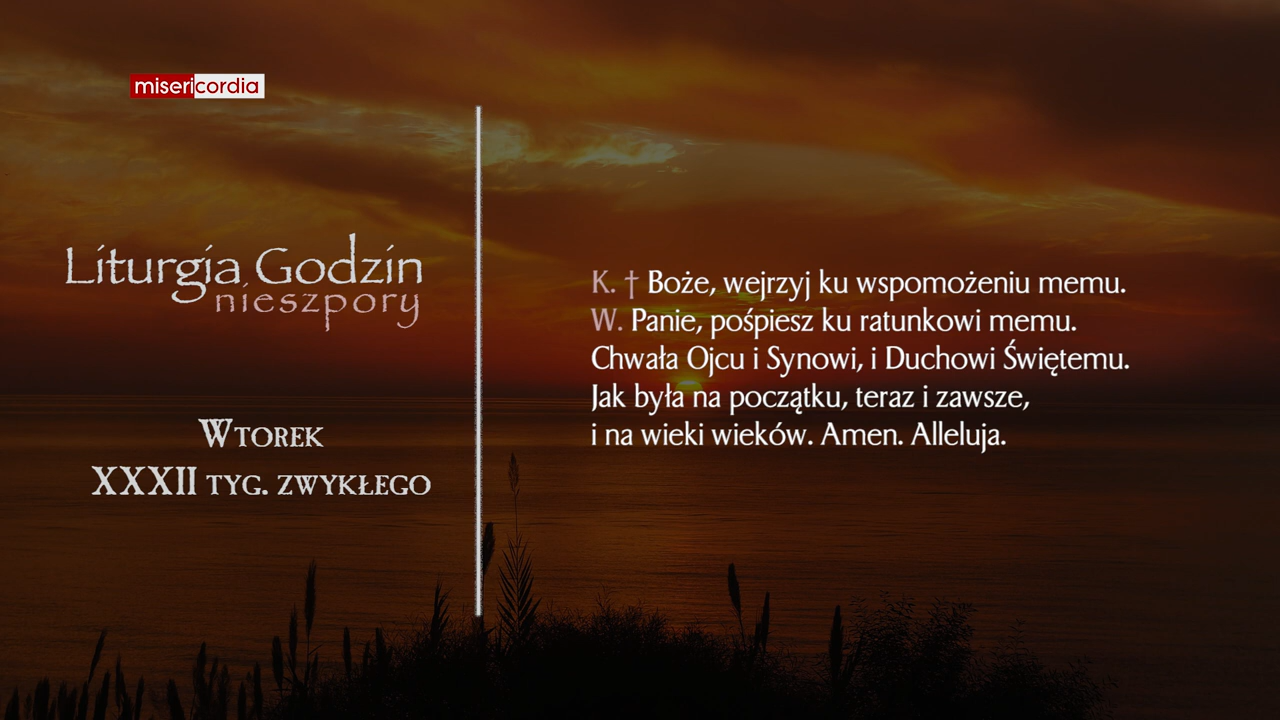 misericordia
Liturgia Godzin
nieszpory
Wtorek
XXXII tyg. zwykłego
K. † Boże, wejrzyj ku wspomożeniu memu.
W. Panie, pośpiesz ku ratunkowi memu.
Chwała Ojcu i Synowi, i Duchowi Świętemu.
Jak była na początku, teraz i zawsze,
i na wieki wieków. Amen. Alleluja.